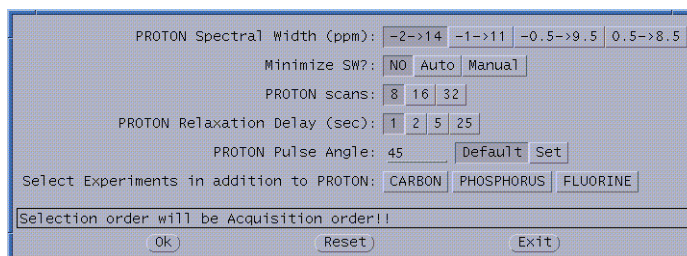 PROTON Spectral Width (ppm): -2->14 -1->11 -0.5->9.5 0.5->8.5
Minimize SW?: NO Auto Manual
PROTON scans: 8 16 32
PROTON Relaxation Delay (sec): 1 2 5 25
PROTON Pulse Angle: 45 Default Set
Select Experiments in addition to PROTON: CARBON PHOSPHORUS FLUORINE
Selection order will be Acquisition order!!
Ok Reset Exit